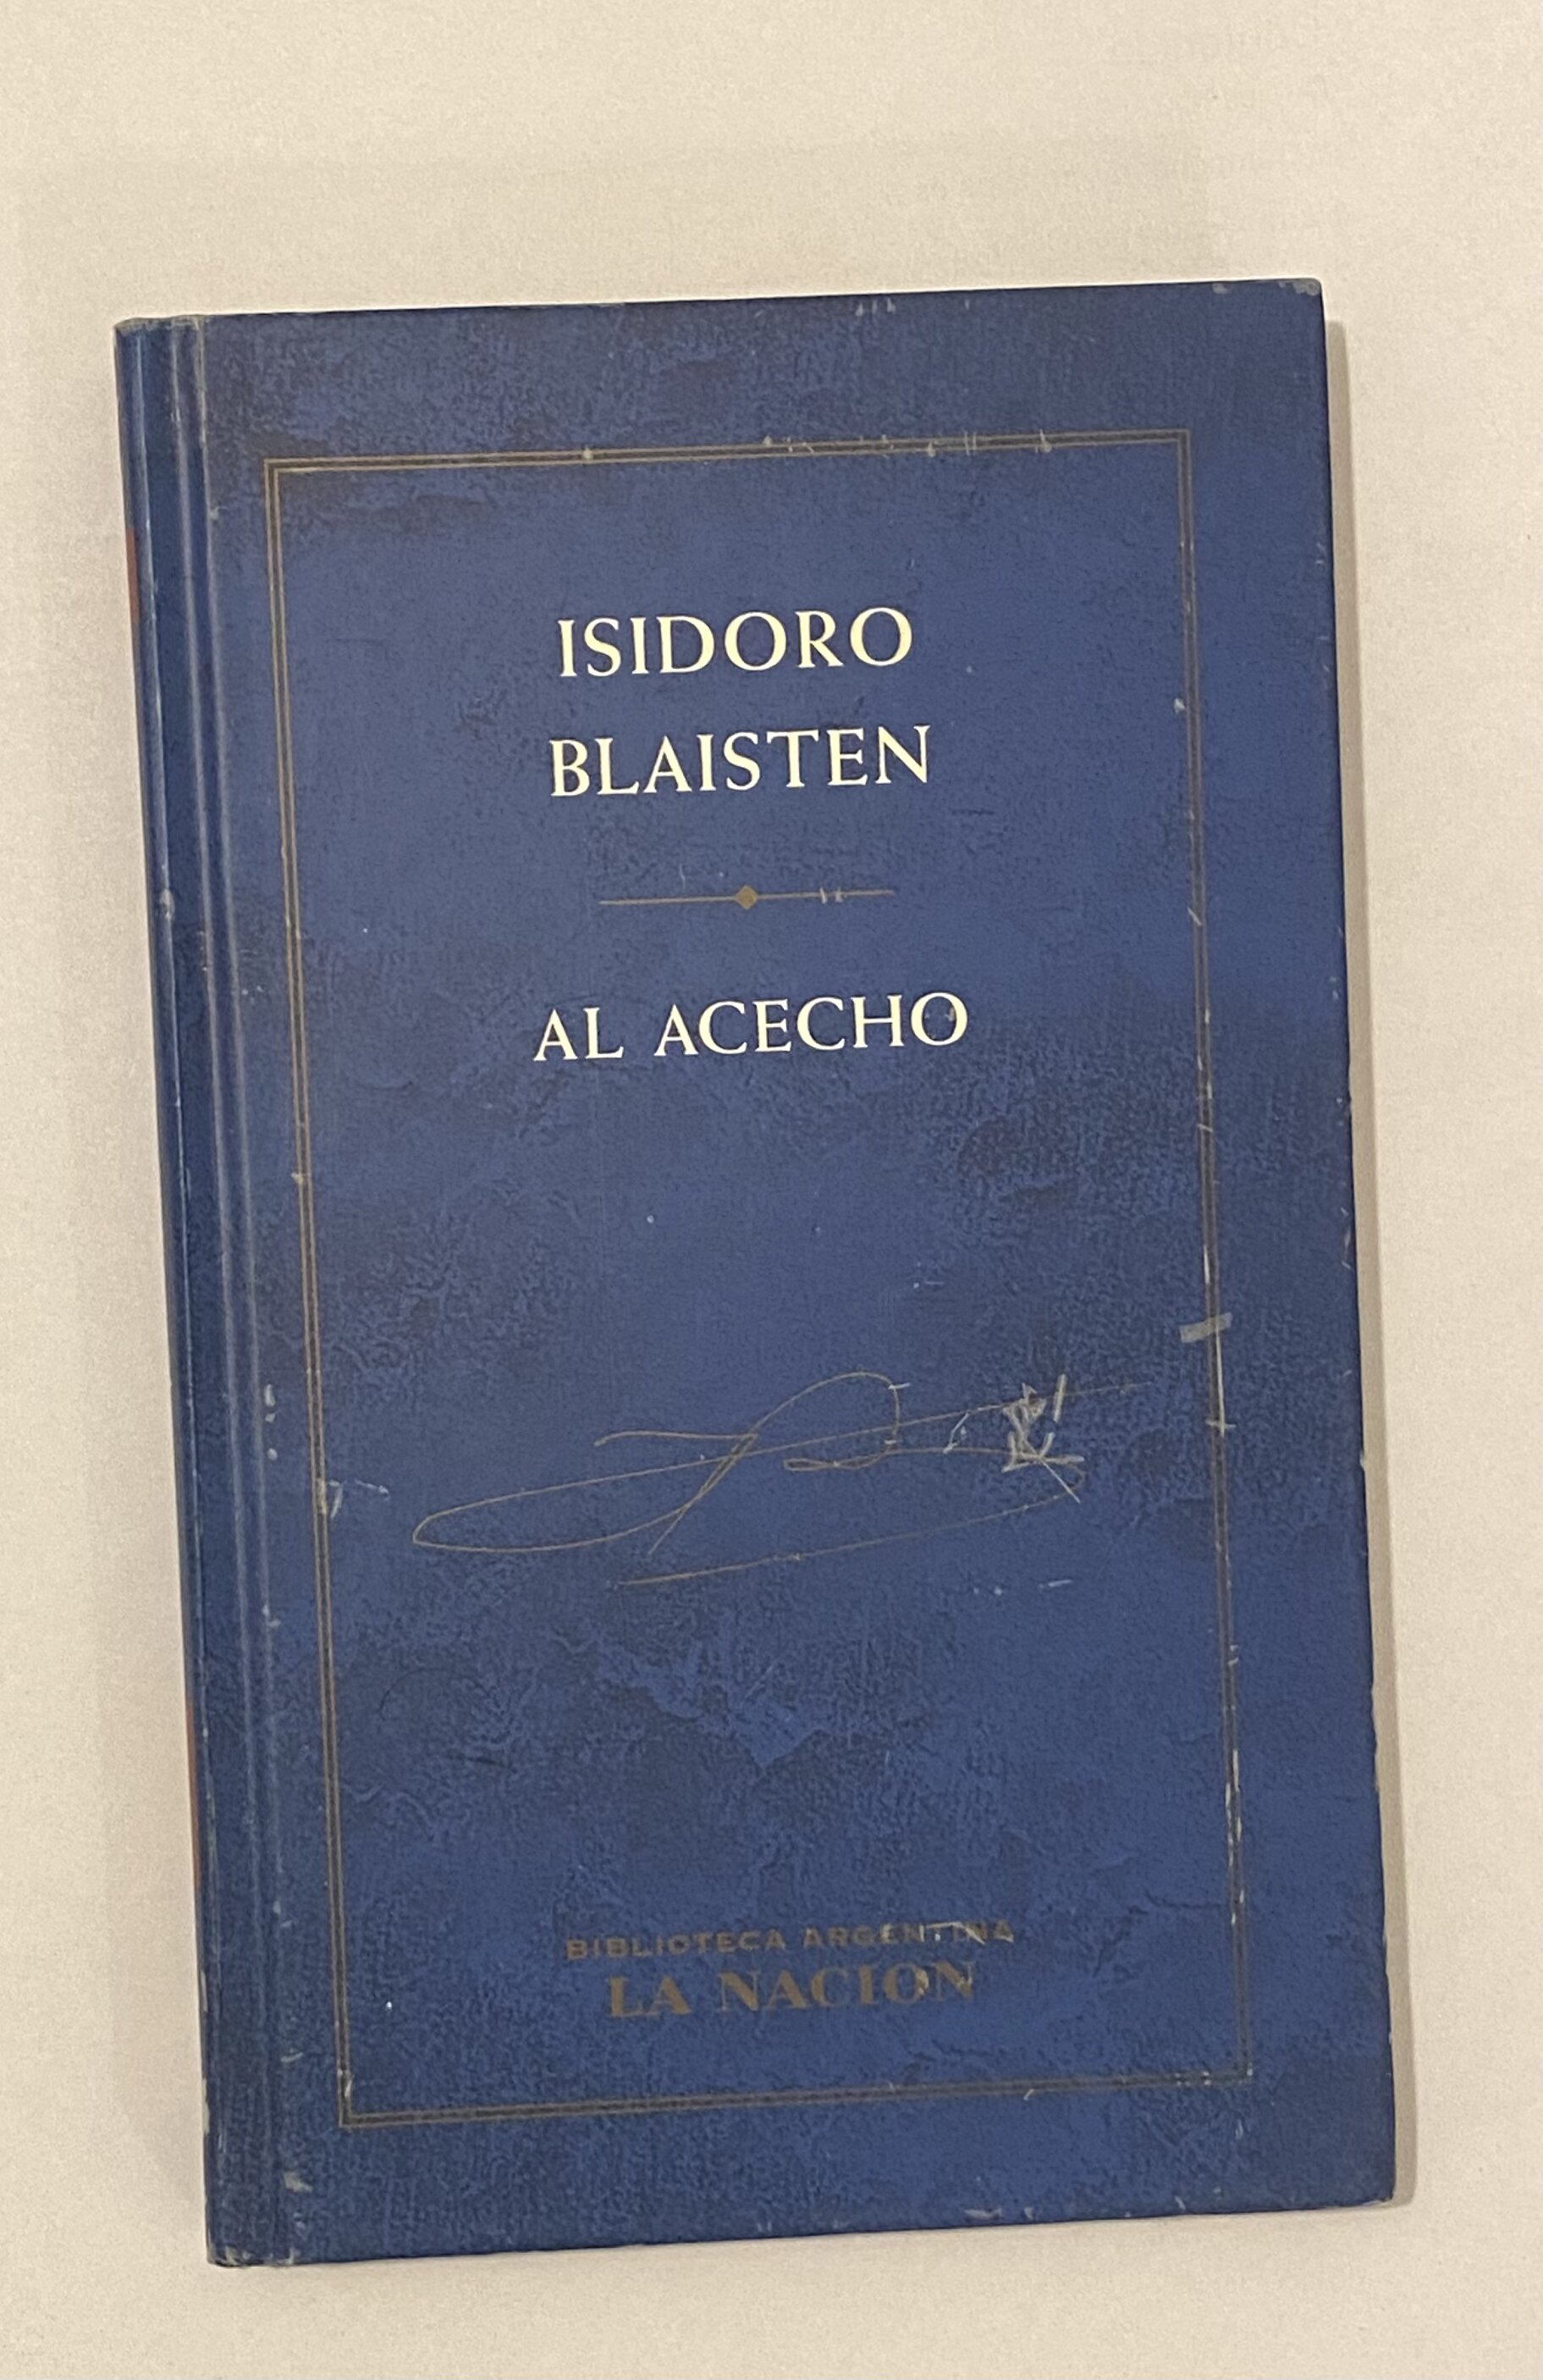 ISIDORO
BLAISTEN
AL ACECHO
BIBLIOTECA ARGENTINA
LA NACION